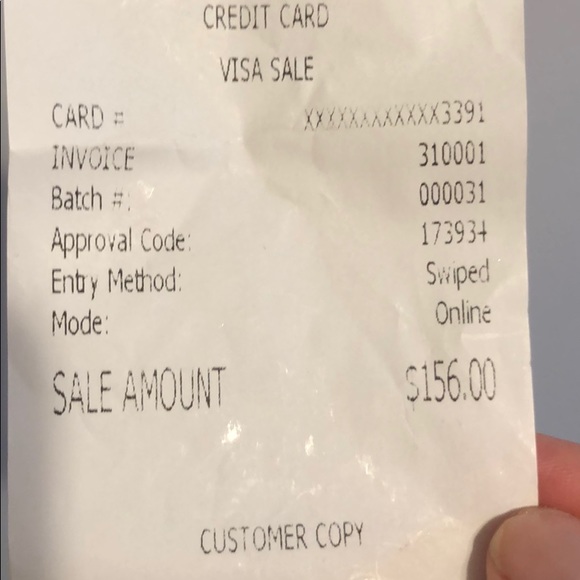 CREDIT CARD
VISA SALE
CARD # XXXXXXXXXXXX3391
INVOICE 310001
Batch #: 000031
Approval Code: 173934
Entry Method: Swiped
Mode: Online
SALE AMOUNT $156.00
CUSTOMER COPY